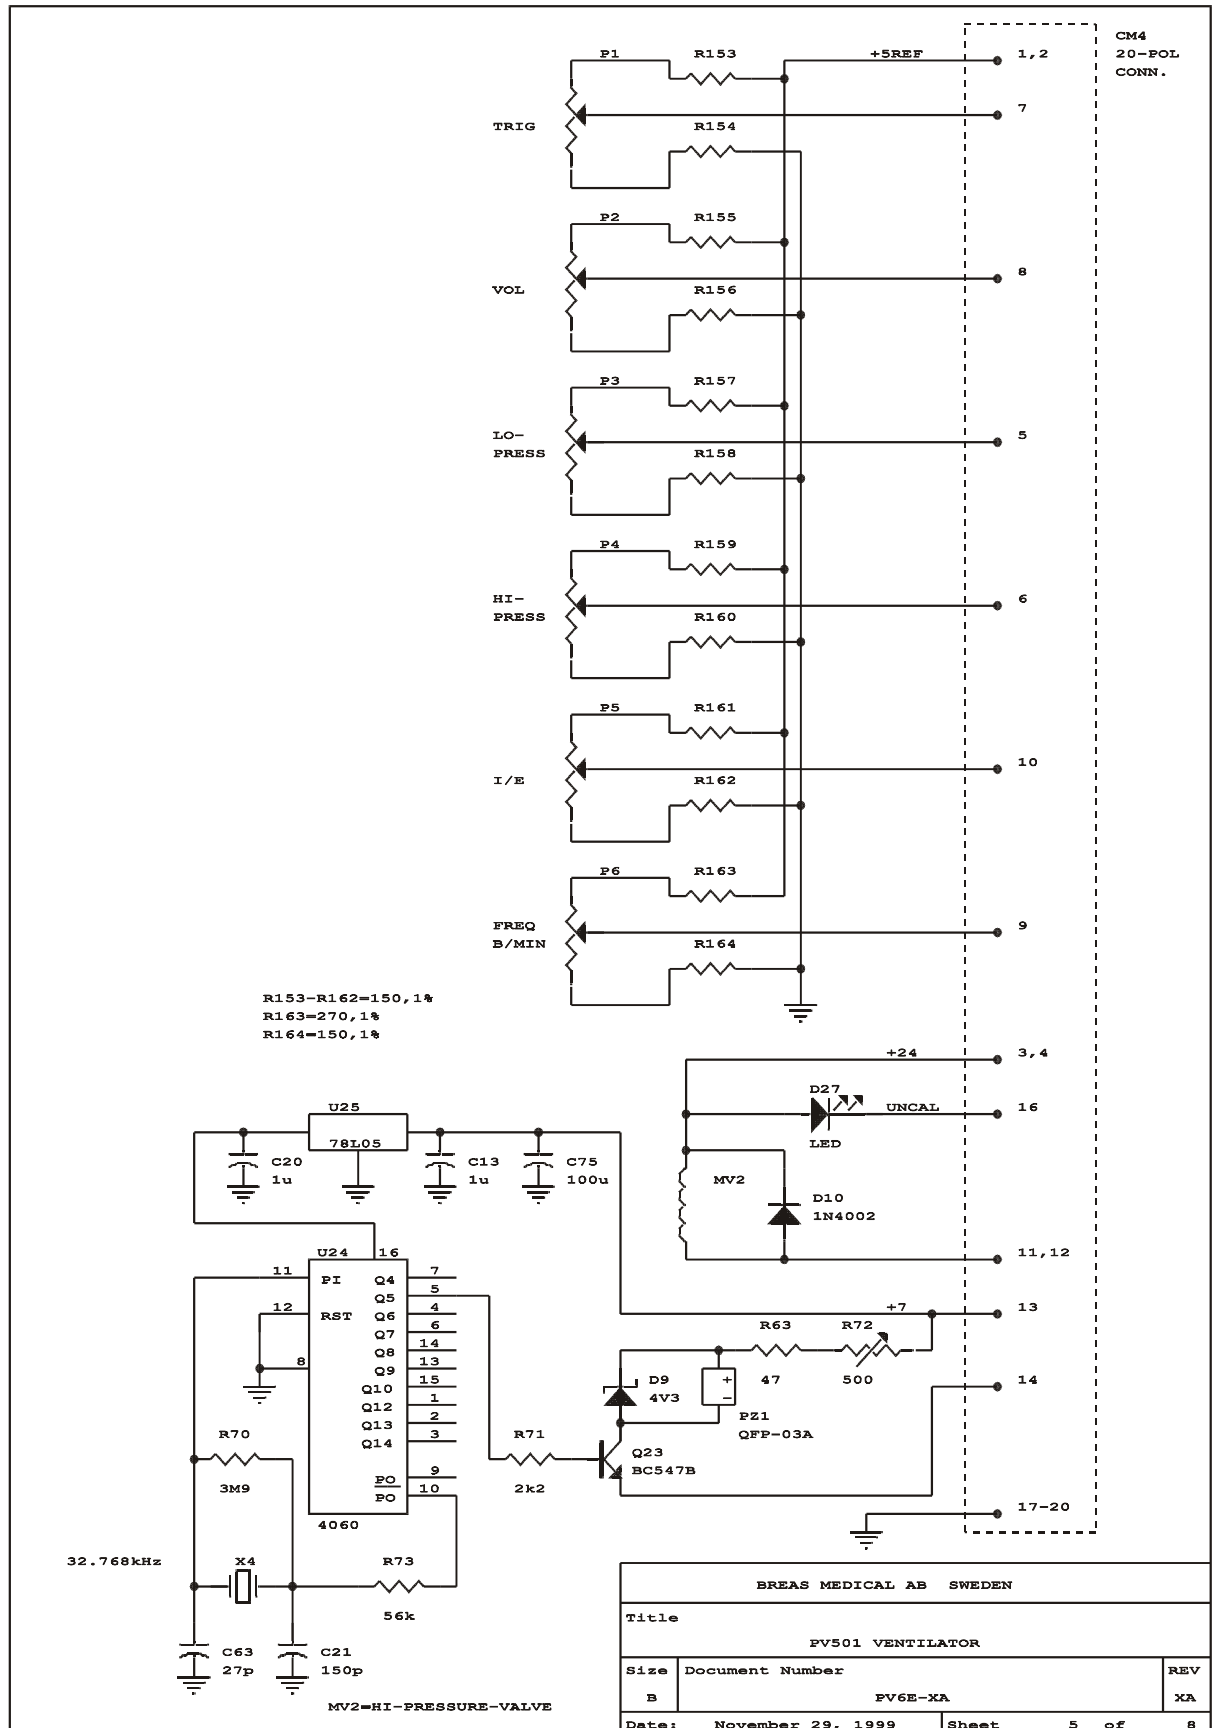 CM4
20-POL
CONN.
P1 R153 +5REF 1,2
7
TRIG R154
P2 R155
8
VOL R156
P3 R157
LO-
PRESS
5
R158
P4 R159
HI-
PRESS
6
R160
P5 R161
10
I/E R162
P6 R163
FREQ
B/MIN
9
R164
R153-R162=150,1%
R163=270,1%
R164=150,1%
+24 3,4
D27
UNCAL 16
LED
U25
78L05
C20
1u
C13
1u
C75
100u
MV2
D10
1N4002
11,12
U24 16
11 PI Q4 7
Q5 5
12 RST Q6 4
Q7 6
Q8 14
8 Q9 13
Q10 15
Q12 1
Q13 2
Q14 3
PO 9
PO 10
4060
+7 13
R63
47
R72
500
14
D9
4V3
PZ1
QFP-03A
+
-
R70
3M9
R71
2k2
Q23
BC547B
17-20
32.768kHz X4 R73
56k
C63
27p
C21
150p
MV2=HI-PRESSURE-VALVE
BREAS MEDICAL AB SWEDEN
Title
PV501 VENTILATOR
Size Document Number REV
B PV6E-XA XA
Date: November 29, 1999 Sheet 5 of 8